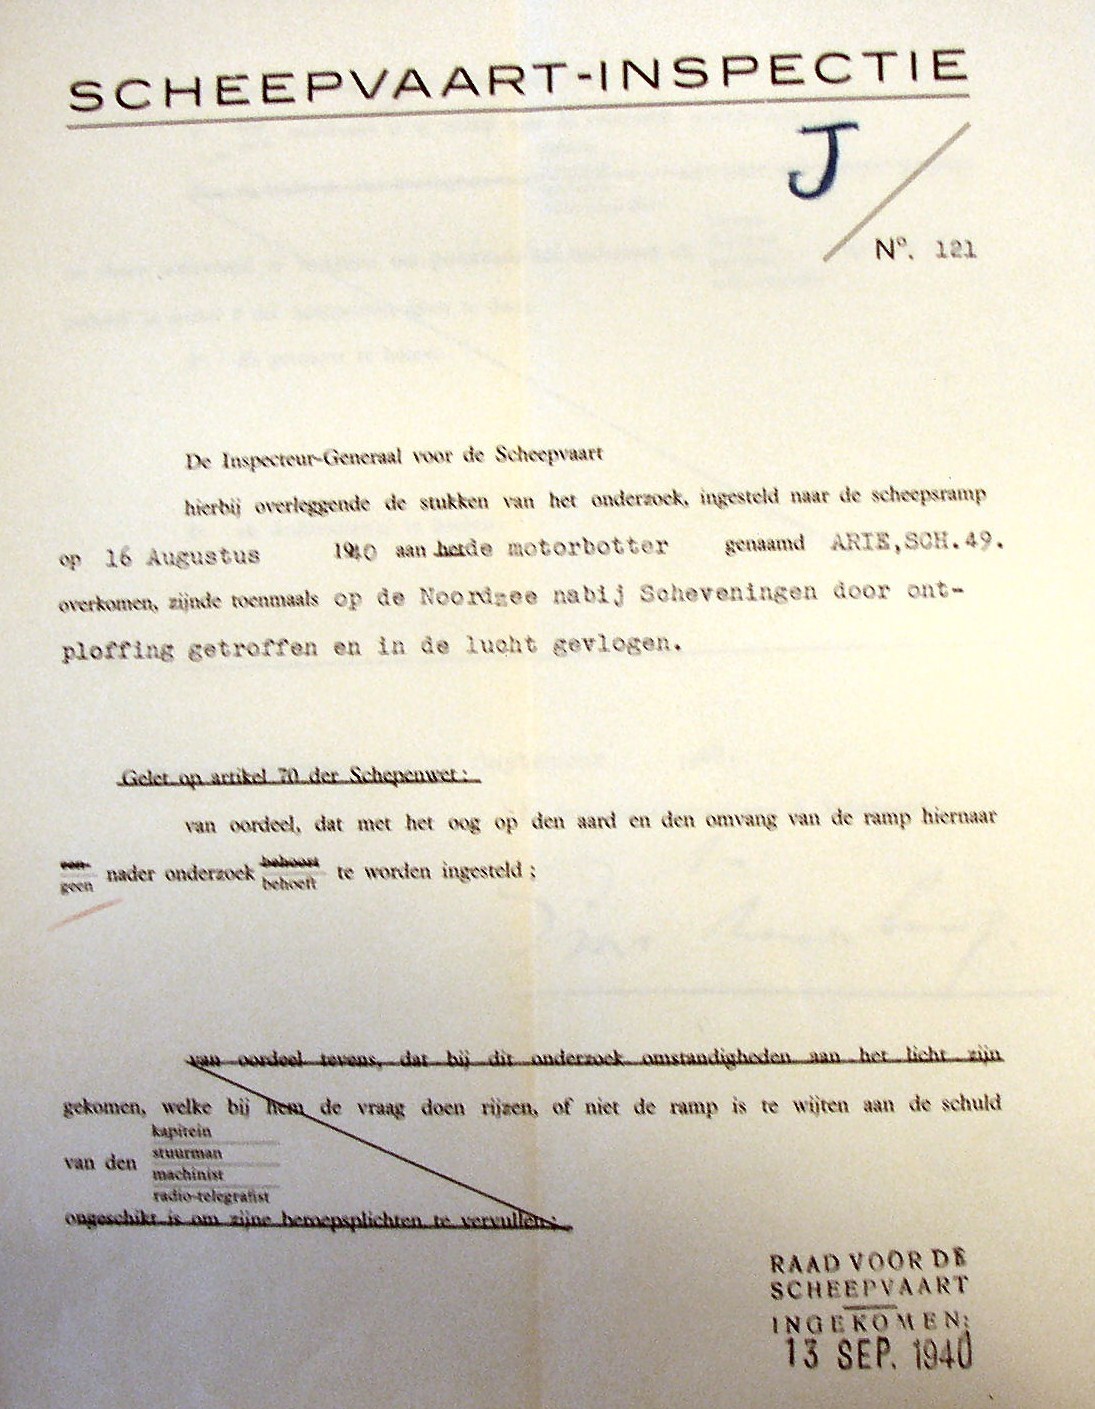 SCHEEPVAART-INSPECTIE
J
No. 121
De Inspecteur-Generaal voor de Scheepvaart
hierbij overleggende de stukken van het onderzoek, ingesteld naar de scheepsramp
op 16 Augustus 1940 aan het de motorbotter genaamd ARIE,SCH.49.
overkomen, zijnde toenmaals op de Noordzee nabij Scheveningen door ont-
ploffing getroffen en in de lucht gevlogen.
Gelet op artikel 70 der Schepenwet:
van oordeel, dat met het oog op den aard en den omvang van de ramp hiernaar
een
geen nader onderzoek behoort
behoeft te worden ingesteld ;
van oordeel tevens, dat bij dit onderzoek omstandigheden aan het licht zijn
gekomen, welke bij hem de vraag doen rijzen, of niet de ramp is te wijten aan de schuld
van den kapitein
stuurman
machinist
radio-telegrafist
ongeschikt is om zijne beroepsplichten te vervullen;
RAAD VOOR DE
SCHEEPVAART
INGEKOMEN:
13 SEP. 1940